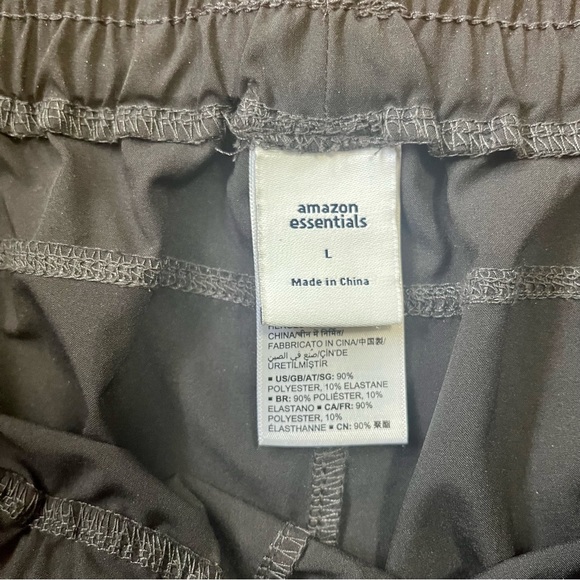 amazon
essentials
L
Made in China
CHINA/चीन में निर्मित/
FABBRICATO IN CINA/中国製/
صُنع في الصين/ÇİN'DE
ÜRETİLMİŞTİR
■ US/GB/AT/SG: 90%
POLYESTER, 10% ELASTANE
■ BR: 90% POLIÉSTER, 10%
ELASTANO ■ CA/FR: 90%
POLYESTER, 10%
ÉLASTHANNE ■ CN: 90% 聚酯